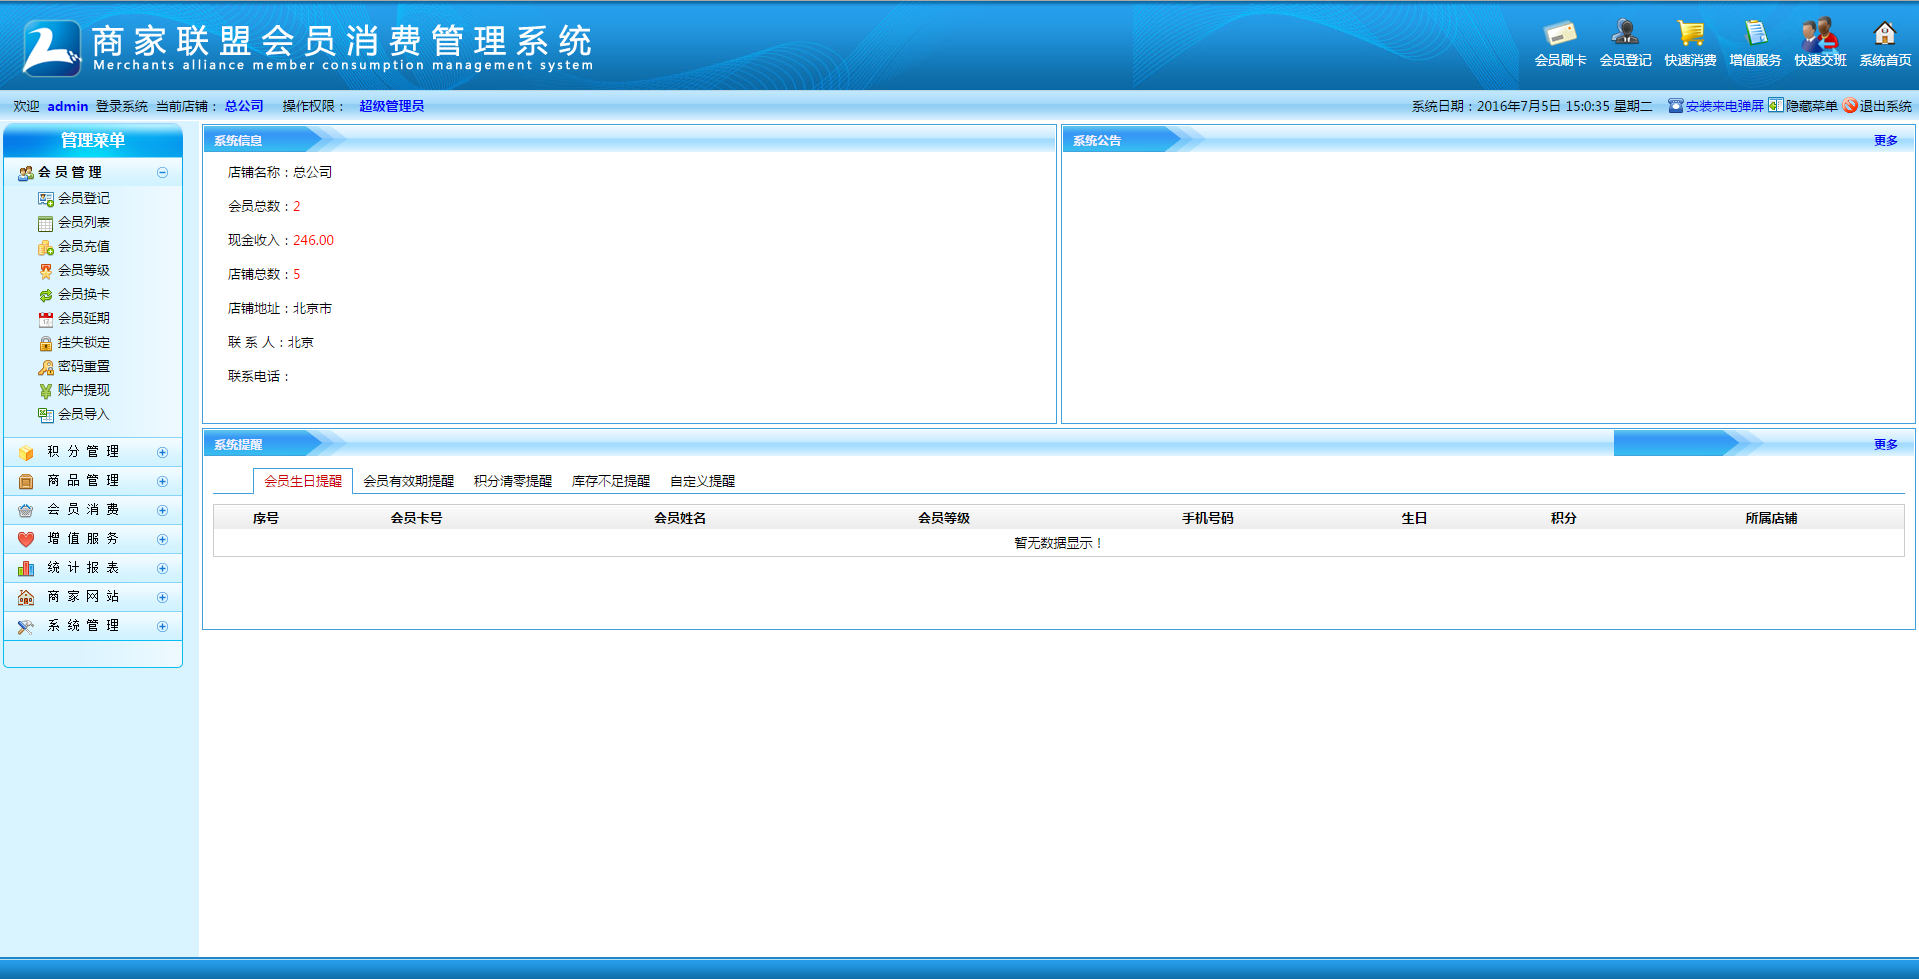 商家联盟会员消费管理系统
Merchants alliance member consumption management system
会员刷卡 会员登记 快速消费 增值服务 快速交班 系统首页
欢迎 admin 登录系统 当前店铺： 总公司 操作权限： 超级管理员
系统日期：2016年7月5日 15:0:35 星期二 安装来电弹屏 隐藏菜单 退出系统
管理菜单
会员管理
会员登记
会员列表
会员充值
会员等级
会员换卡
会员延期
挂失锁定
密码重置
账户提现
会员导入
积分管理
商品管理
会员消费
增值服务
统计报表
商家网站
系统管理
系统信息
店铺名称：总公司
会员总数：2
现金收入：246.00
店铺总数：5
店铺地址：北京市
联 系 人：北京
联系电话：
系统公告 更多
系统提醒 更多
会员生日提醒 会员有效期提醒 积分清零提醒 库存不足提醒 自定义提醒
序号 会员卡号 会员姓名 会员等级 手机号码 生日 积分 所属店铺
暂无数据显示！